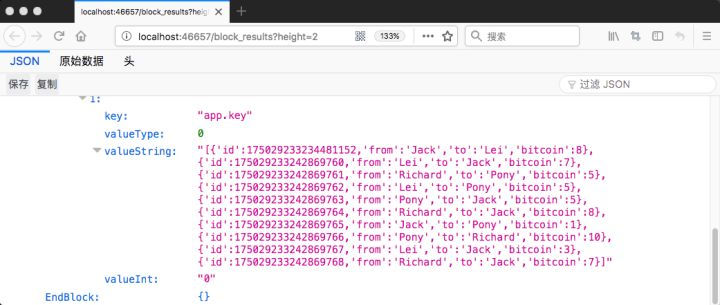 localhost:46657/block_results?heig
localhost:46657/block_results?height=2
133%
搜索
JSON
原始数据
头
保存
复制
过滤 JSON
1:
key:
"app.key"
valueType:
0
valueString:
"[{'id':175029233234481152,'from':'Jack','to':'Lei','bitcoin':8},
{'id':175029233242869760,'from':'Lei','to':'Jack','bitcoin':7},
{'id':175029233242869761,'from':'Richard','to':'Pony','bitcoin':5},
{'id':175029233242869762,'from':'Lei','to':'Pony','bitcoin':5},
{'id':175029233242869763,'from':'Pony','to':'Jack','bitcoin':5},
{'id':175029233242869764,'from':'Richard','to':'Jack','bitcoin':8},
{'id':175029233242869765,'from':'Jack','to':'Pony','bitcoin':1},
{'id':175029233242869766,'from':'Pony','to':'Richard','bitcoin':10},
{'id':175029233242869767,'from':'Lei','to':'Jack','bitcoin':3},
{'id':175029233242869768,'from':'Richard','to':'Jack','bitcoin':7}]"
valueInt:
"0"
EndBlock:
{}